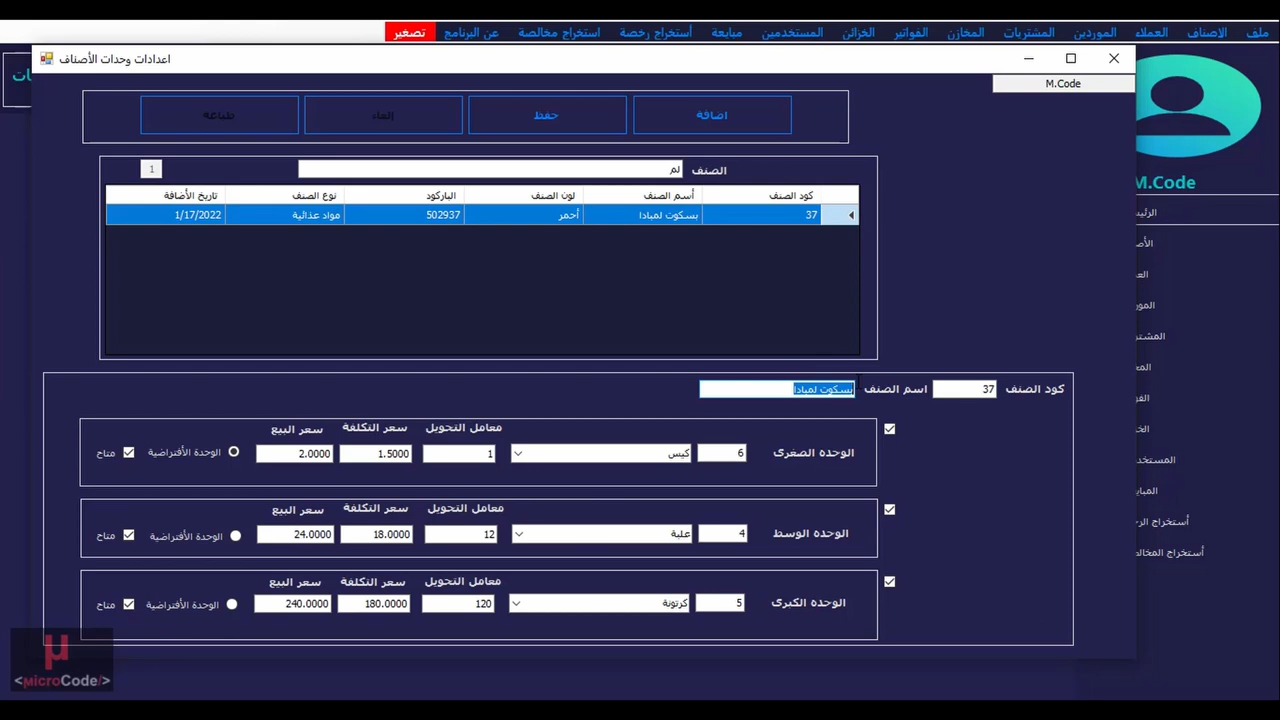 ملف الاصناف العملاء الموردين المشتريات المخازن الفواتير الخزائن المستخدمين مبايعة أستخراج رخصة استخراج مخالصة عن البرنامج تصغير
اعدادات وحدات الأصناف
M.Code
اضافة حفظ الغاء طباعة
الصنف لم 1
كود الصنف أسم الصنف لون الصنف الباركود نوع الصنف تاريخ الأضافة
37 بسكوت لمبادا أحمر 502937 مواد غذائية 1/17/2022
كود الصنف 37 اسم الصنف بسكوت لمبادا
معامل التحويل سعر التكلفة سعر البيع
الوحده الصغرى 6 كيس 1 1.5000 2.0000 الوحدة الأفتراضية متاح
معامل التحويل سعر التكلفة سعر البيع
الوحده الوسط 4 علبة 12 18.0000 24.0000 الوحدة الأفتراضية متاح
معامل التحويل سعر التكلفة سعر البيع
الوحده الكبرى 5 كرتونة 120 180.0000 240.0000 الوحدة الأفتراضية متاح
M.Code
µ
<µicroCode/>